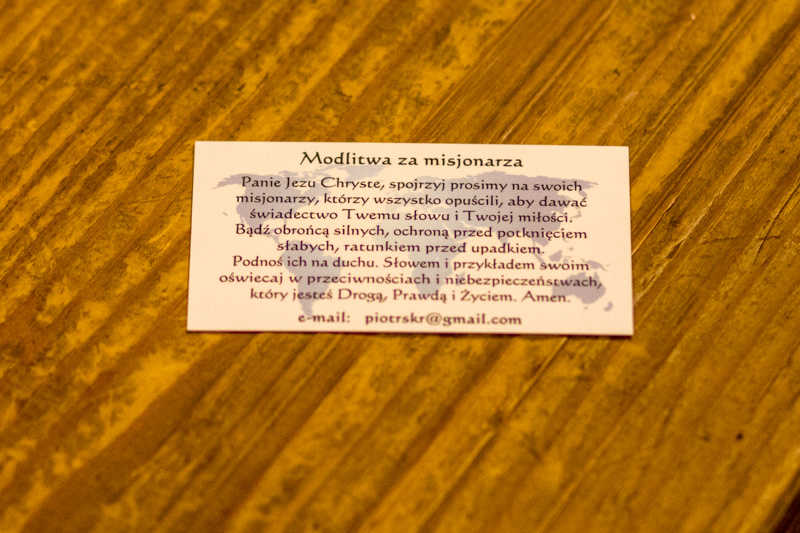 Modlitwa za misjonarza
Panie Jezu Chryste, spojrzyj prosimy na swoich
misjonarzy, którzy wszystko opuścili, aby dawać
świadectwo Twemu słowu i Twojej miłości.
Bądź obrońcą silnych, ochroną przed potknięciem
słabych, ratunkiem przed upadkiem.
Podnoś ich na duchu. Słowem i przykładem swoim
oświecaj w przeciwnościach i niebezpieczeństwach,
który jesteś Drogą, Prawdą i Życiem. Amen.
e-mail: piotrskr@gmail.com